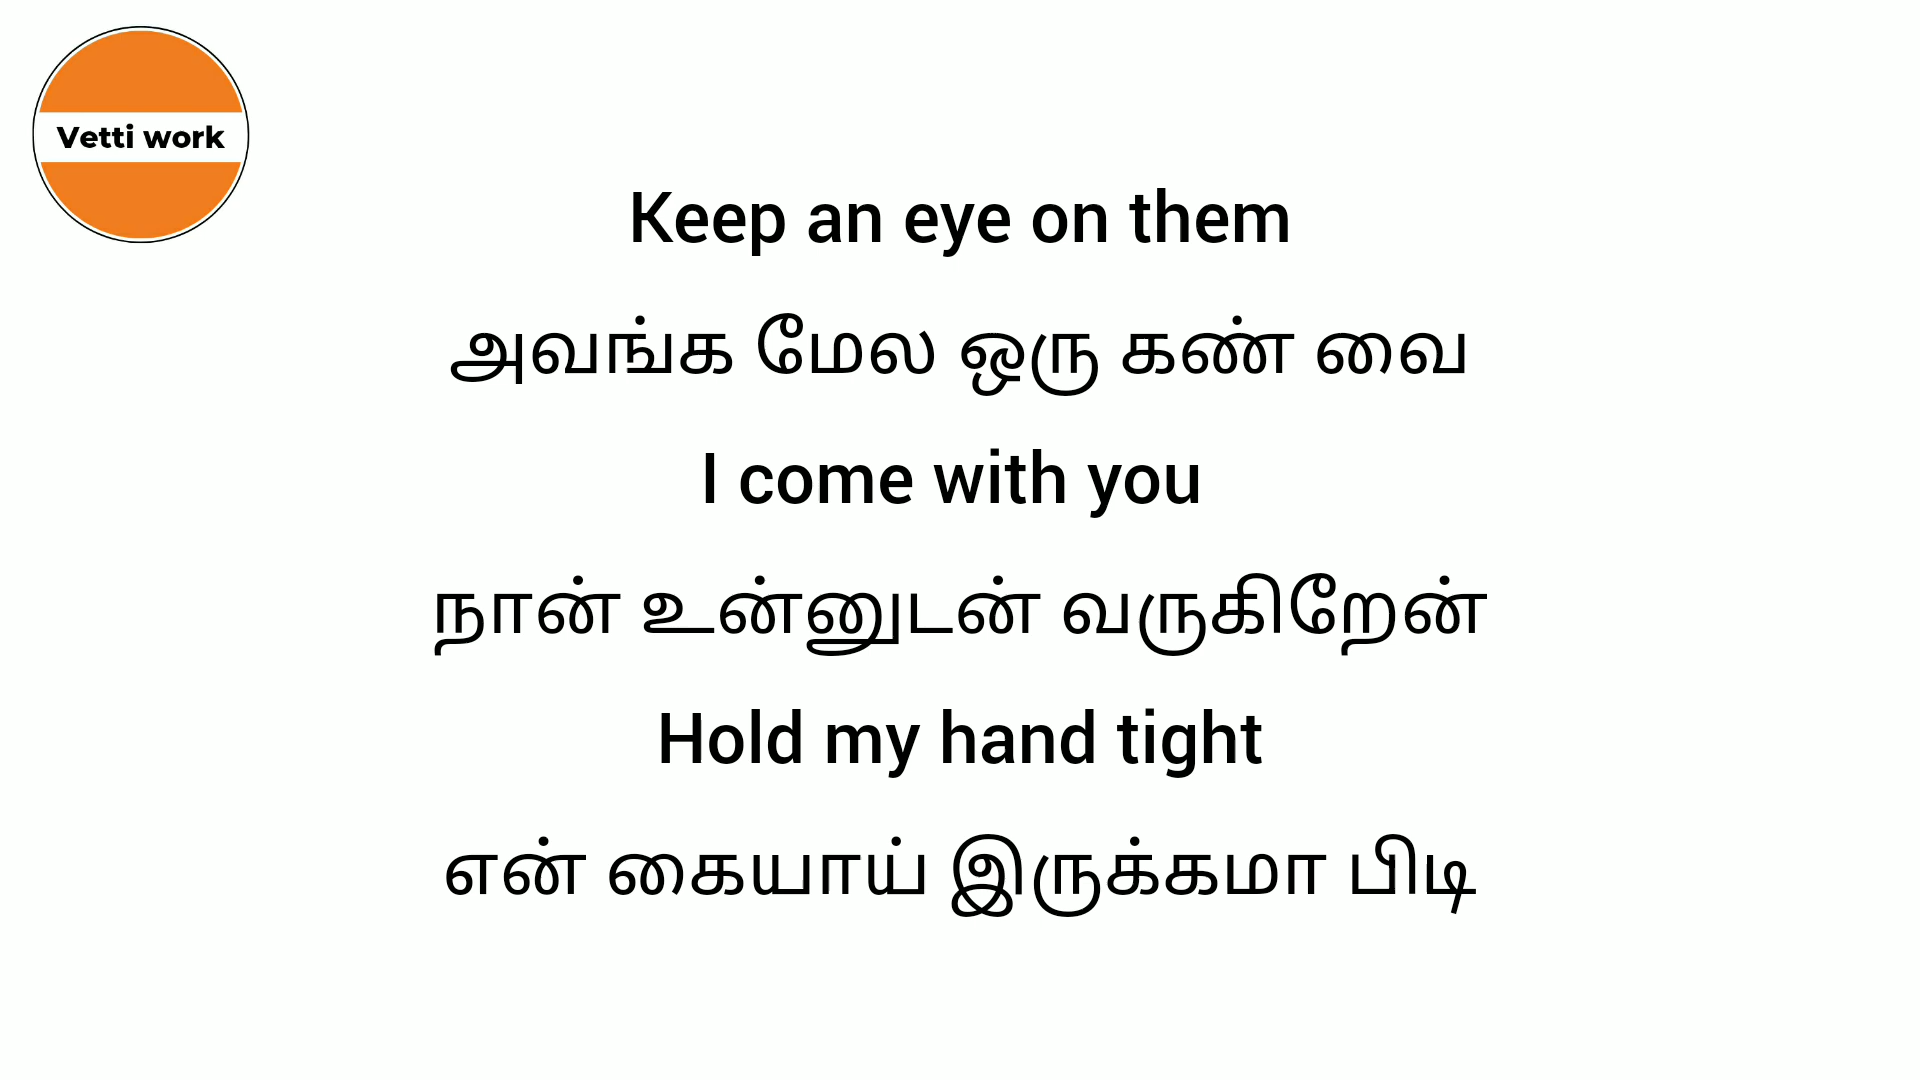 Vetti work
Keep an eye on them
அவங்க மேல ஒரு கண் வை
I come with you
நான் உன்னுடன் வருகிறேன்
Hold my hand tight
என் கையாய் இருக்கமா பிடி